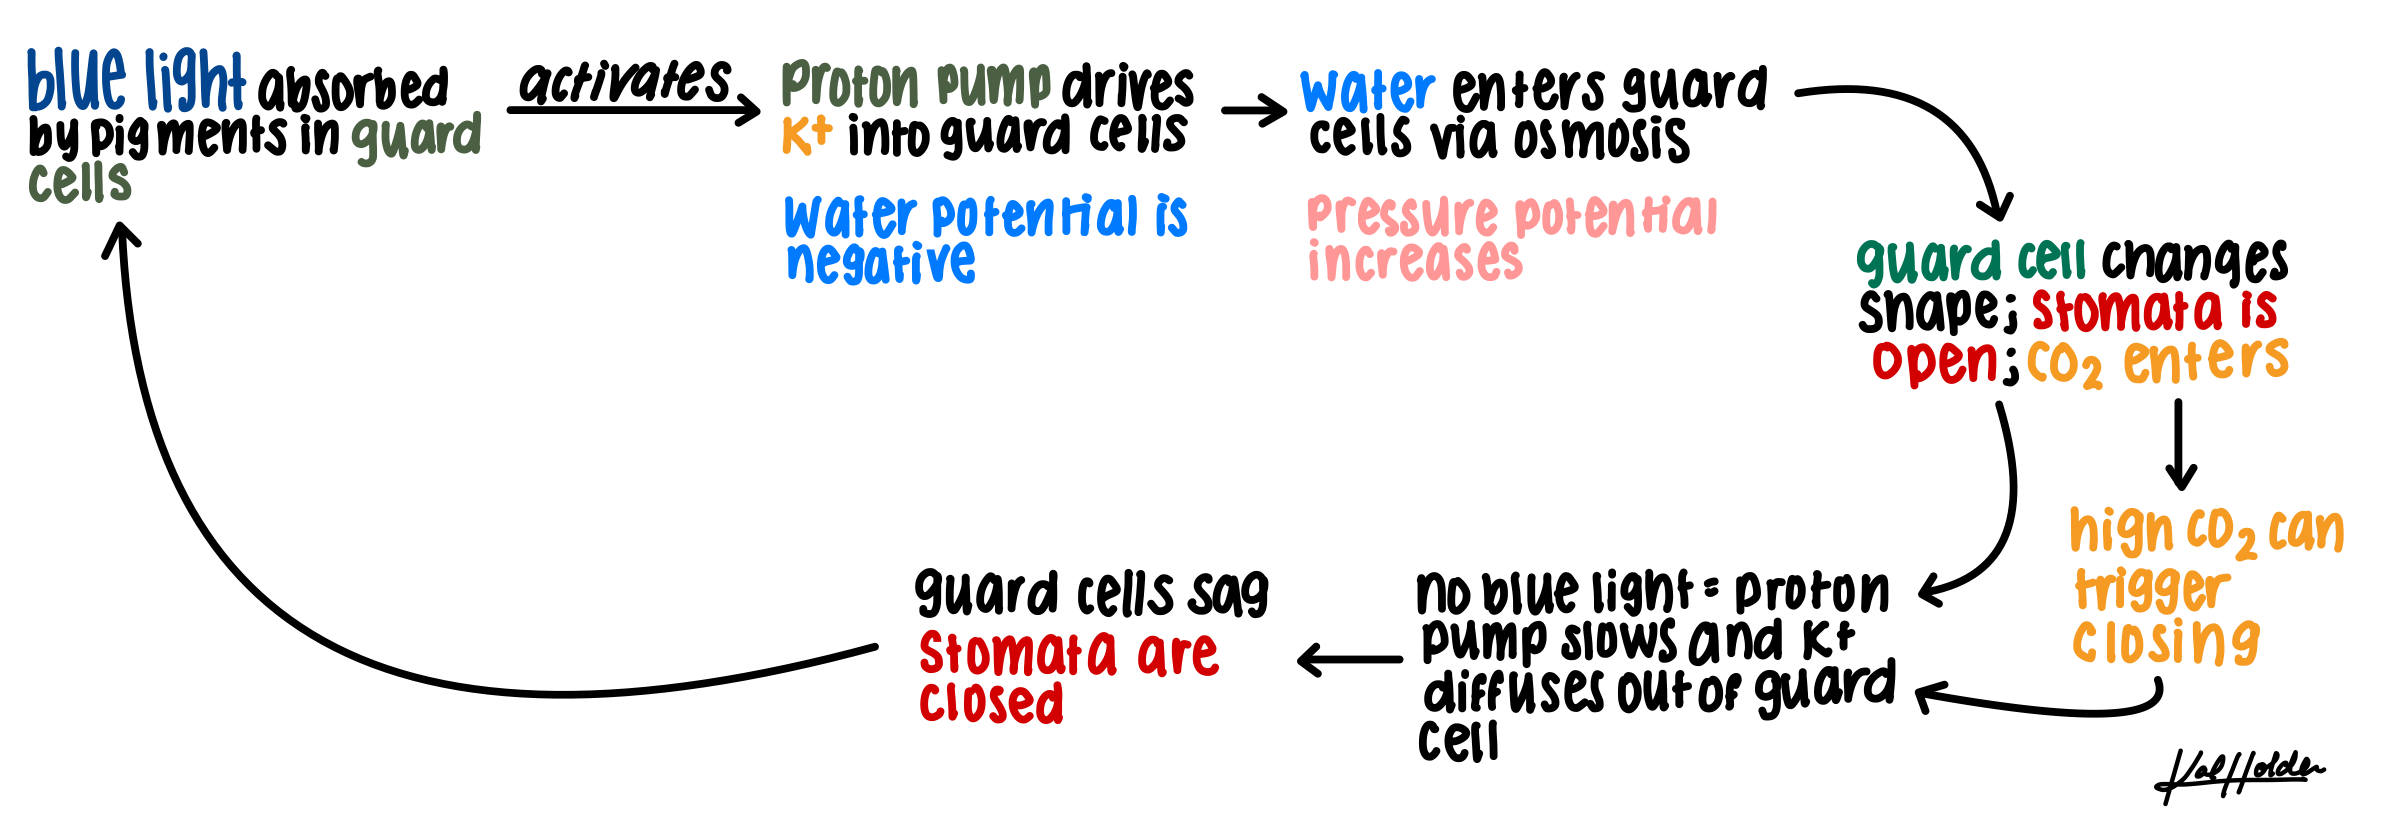 blue light absorbed
by pigments in guard
cells
activates
Proton pump drives
K+ into guard cells
Water potential is
negative
Water enters guard
cells via osmosis
Pressure potential
increases
guard cell changes
shape; stomata is
open; CO₂ enters
high CO₂ can
trigger
closing
no blue light = proton
pump slows and K+
diffuses out of guard
cell
guard cells sag
stomata are
closed
Kal Holden